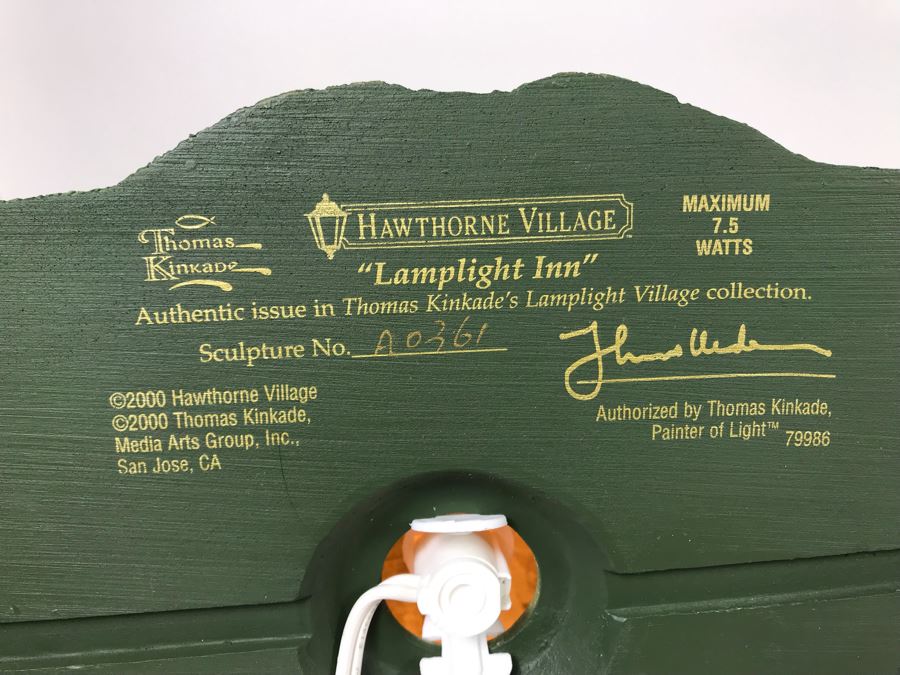 Thomas
Kinkade
HAWTHORNE VILLAGE™
MAXIMUM
7.5
WATTS
"Lamplight Inn"
Authentic issue in Thomas Kinkade's Lamplight Village collection.
Sculpture No. A0361
©2000 Hawthorne Village
©2000 Thomas Kinkade,
Media Arts Group, Inc.,
San Jose, CA
Authorized by Thomas Kinkade,
Painter of Light™ 79986